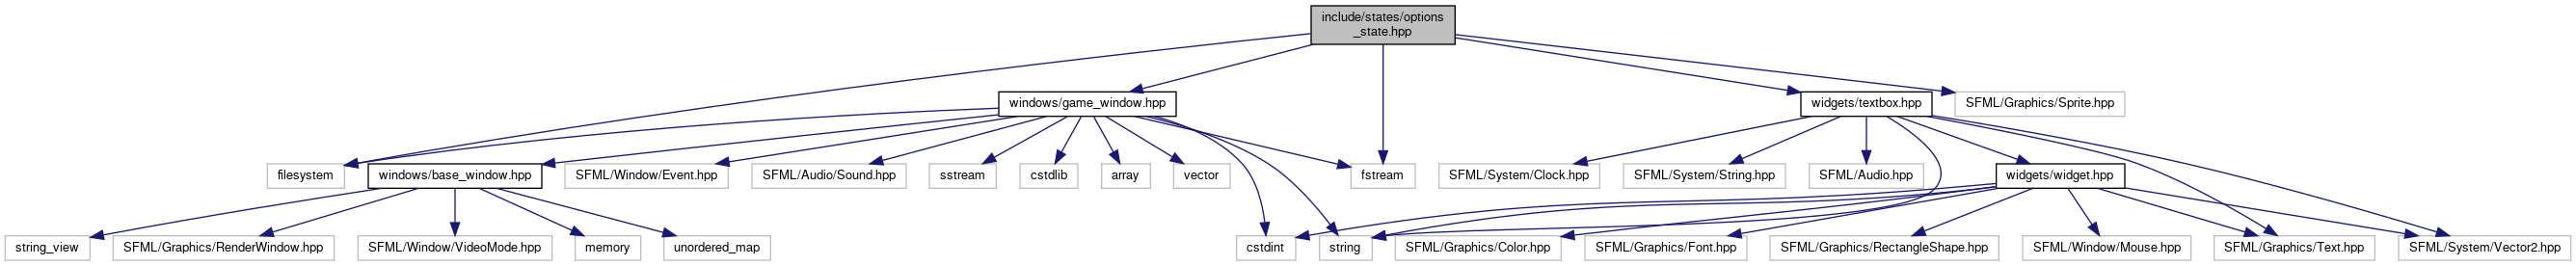 include/states/options
_state.hpp
windows/game_window.hpp
widgets/textbox.hpp
SFML/Graphics/Sprite.hpp
filesystem
windows/base_window.hpp
SFML/Window/Event.hpp
SFML/Audio/Sound.hpp
sstream
cstdlib
array
vector
fstream
SFML/System/Clock.hpp
SFML/System/String.hpp
SFML/Audio.hpp
widgets/widget.hpp
string_view
SFML/Graphics/RenderWindow.hpp
SFML/Window/VideoMode.hpp
memory
unordered_map
cstdint
string
SFML/Graphics/Color.hpp
SFML/Graphics/Font.hpp
SFML/Graphics/RectangleShape.hpp
SFML/Window/Mouse.hpp
SFML/Graphics/Text.hpp
SFML/System/Vector2.hpp